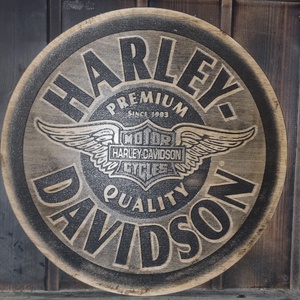 HARLEY-
PREMIUM
SINCE 1903
MOTOR
HARLEY-DAVIDSON
CYCLES
QUALITY
DAVIDSON